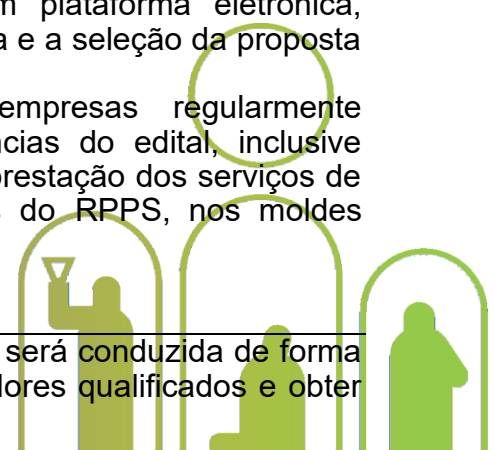 m plataforma eletrônica,
a e a seleção da proposta
empresas regularmente
ncias do edital, inclusive
prestação dos serviços de
s do RPPS, nos moldes
será conduzida de forma
dores qualificados e obter